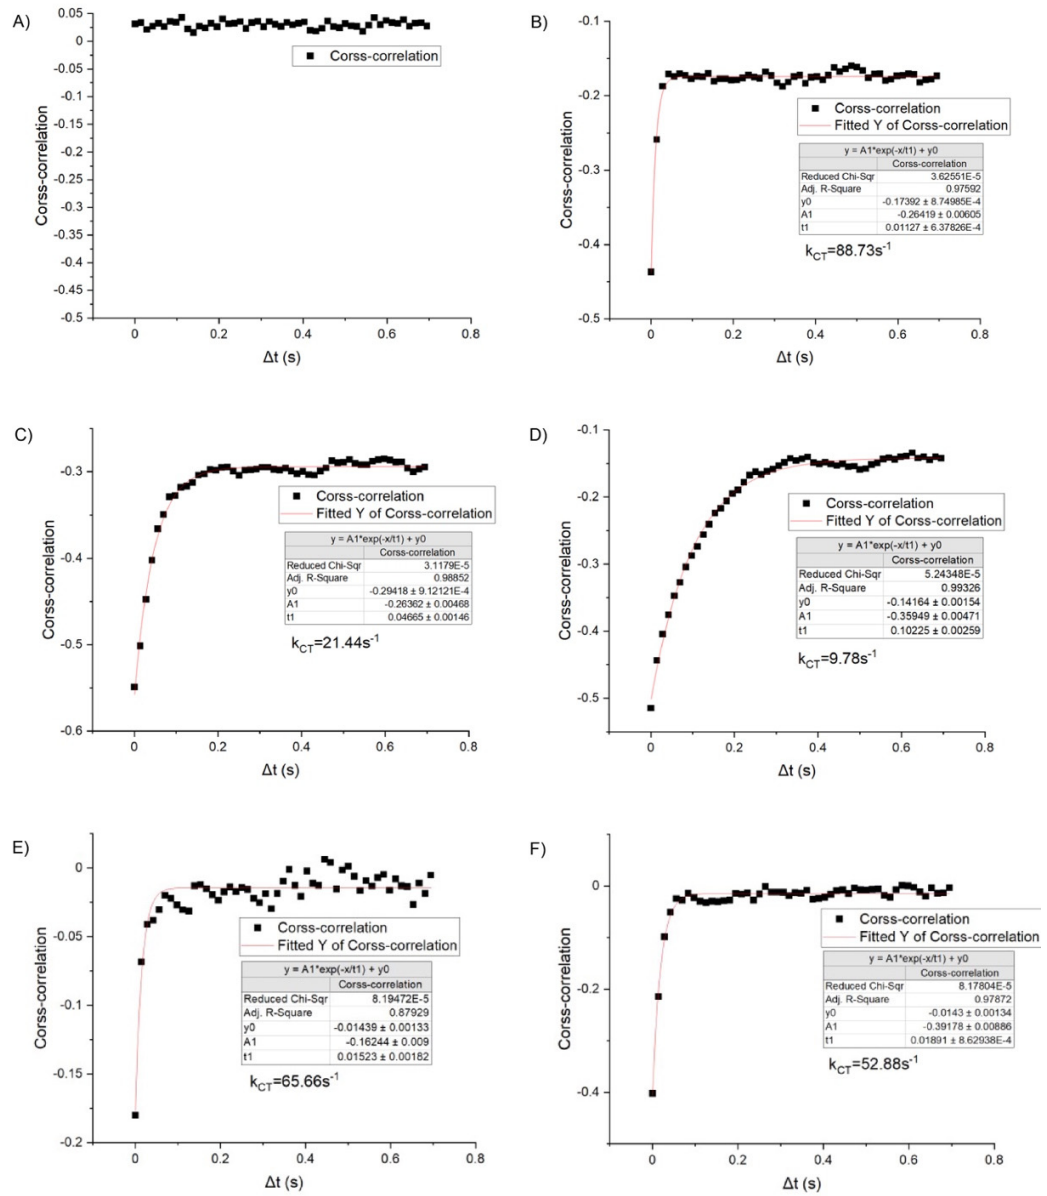 A)
0.05
0
-0.05
-0.1
-0.15
-0.2
-0.25
-0.3
-0.35
-0.4
-0.45
-0.5
Corss-correlation
Corss-correlation
0
0.2
0.4
0.6
0.8
Δt (s)
B)
-0.1
-0.2
-0.3
-0.4
-0.5
Corss-correlation
Corss-correlation
Fitted Y of Corss-correlation
y = A1*exp(-x/t1) + y0
Corss-correlation
Reduced Chi-Sqr 3.62551E-5
Adj. R-Square 0.97592
y0 -0.17392 ± 8.74985E-4
A1 -0.26419 ± 0.00605
t1 0.01127 ± 6.37826E-4
kCT=88.73s-1
0
0.2
0.4
0.6
0.8
Δt (s)
C)
-0.3
-0.4
-0.5
-0.6
Corss-correlation
Corss-correlation
Fitted Y of Corss-correlation
y = A1*exp(-x/t1) + y0
Corss-correlation
Reduced Chi-Sqr 3.1179E-5
Adj. R-Square 0.98852
y0 -0.29418 ± 9.12121E-4
A1 -0.26362 ± 0.00468
t1 0.04665 ± 0.00146
kCT=21.44s-1
0
0.2
0.4
0.6
0.8
Δt (s)
D)
-0.1
-0.2
-0.3
-0.4
-0.5
Corss-correlation
Corss-correlation
Fitted Y of Corss-correlation
y = A1*exp(-x/t1) + y0
Corss-correlation
Reduced Chi-Sqr 5.24348E-5
Adj. R-Square 0.99326
y0 -0.14164 ± 0.00154
A1 -0.35949 ± 0.00471
t1 0.10225 ± 0.00259
kCT=9.78s-1
0
0.2
0.4
0.6
0.8
Δt (s)
E)
0
-0.05
-0.1
-0.15
-0.2
Corss-correlation
Corss-correlation
Fitted Y of Corss-correlation
y = A1*exp(-x/t1) + y0
Corss-correlation
Reduced Chi-Sqr 8.19472E-5
Adj. R-Square 0.87929
y0 -0.01439 ± 0.00133
A1 -0.16244 ± 0.009
t1 0.01523 ± 0.00182
kCT=65.66s-1
0
0.2
0.4
0.6
0.8
Δt (s)
F)
0
-0.1
-0.2
-0.3
-0.4
Corss-correlation
Corss-correlation
Fitted Y of Corss-correlation
y = A1*exp(-x/t1) + y0
Corss-correlation
Reduced Chi-Sqr 8.17804E-5
Adj. R-Square 0.97872
y0 -0.0143 ± 0.00134
A1 -0.39178 ± 0.00886
t1 0.01891 ± 8.62938E-4
kCT=52.88s-1
0
0.2
0.4
0.6
0.8
Δt (s)